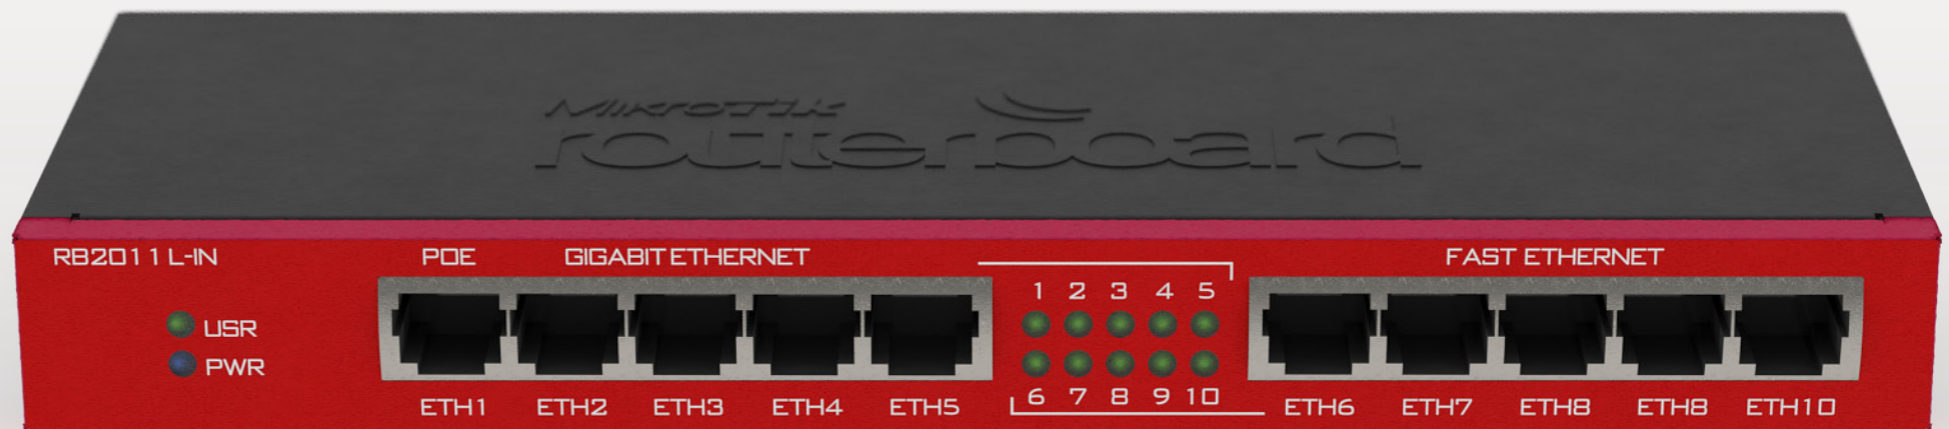 MikroTik
routerboard
RB2011L-IN
POE
GIGABIT ETHERNET
FAST ETHERNET
1 2 3 4 5
USR
PWR
6 7 8 9 10
ETH1 ETH2 ETH3 ETH4 ETH5
ETH6 ETH7 ETH8 ETH8 ETH10